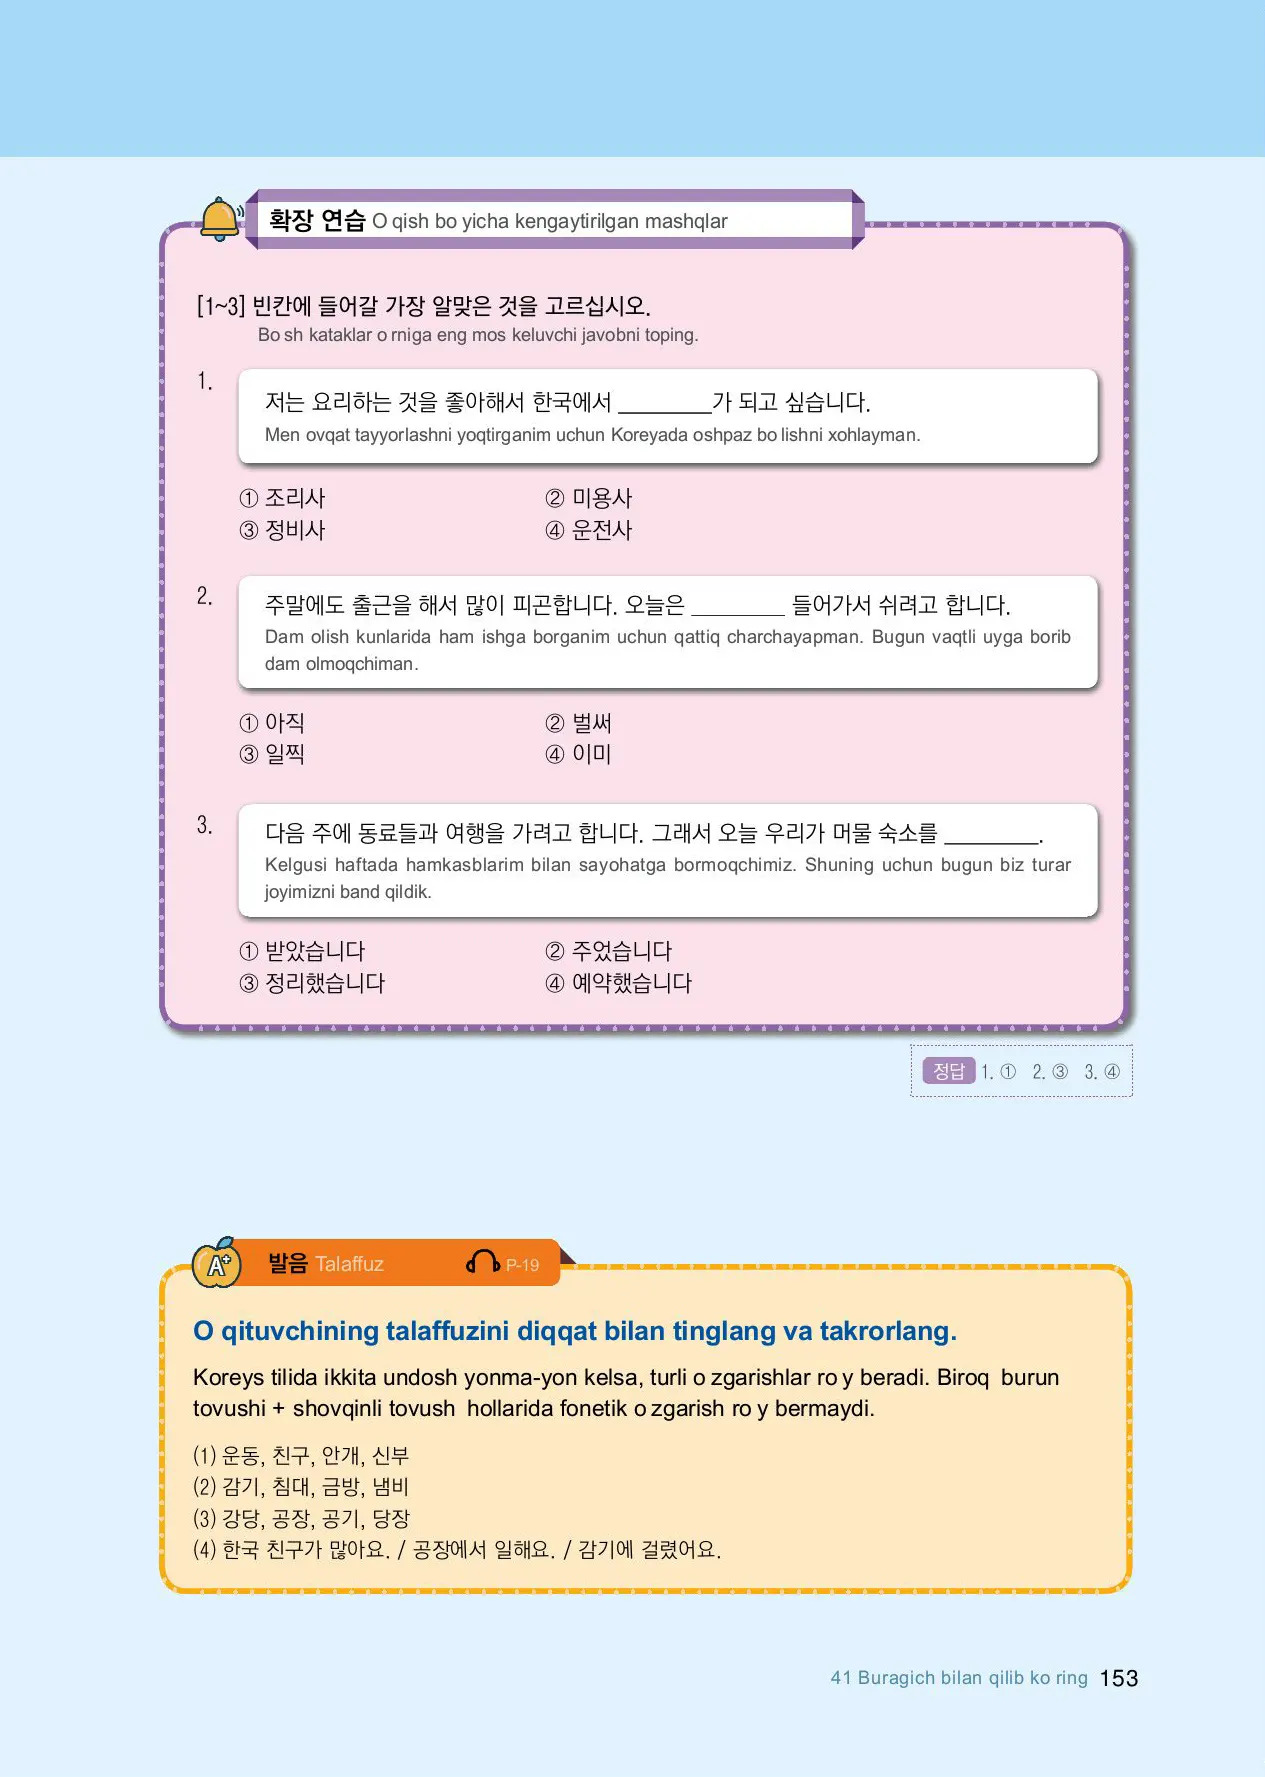 확장 연습 O qish bo yicha kengaytirilgan mashqlar
[1~3] 빈칸에 들어갈 가장 알맞은 것을 고르십시오.
Bo sh kataklar o rniga eng mos keluvchi javobni toping.
1.
저는 요리하는 것을 좋아해서 한국에서 ________가 되고 싶습니다.
Men ovqat tayyorlashni yoqtirganim uchun Koreyada oshpaz bo lishni xohlayman.
① 조리사 ② 미용사
③ 정비사 ④ 운전사
2.
주말에도 출근을 해서 많이 피곤합니다. 오늘은 ________ 들어가서 쉬려고 합니다.
Dam olish kunlarida ham ishga borganim uchun qattiq charchayapman. Bugun vaqtli uyga borib
dam olmoqchiman.
① 아직 ② 벌써
③ 일찍 ④ 이미
3.
다음 주에 동료들과 여행을 가려고 합니다. 그래서 오늘 우리가 머물 숙소를 ________.
Kelgusi haftada hamkasblarim bilan sayohatga bormoqchimiz. Shuning uchun bugun biz turar
joyimizni band qildik.
① 받았습니다 ② 주었습니다
③ 정리했습니다 ④ 예약했습니다
정답 1. ① 2. ③ 3. ④
A+ 발음 Talaffuz P-19
O qituvchining talaffuzini diqqat bilan tinglang va takrorlang.
Koreys tilida ikkita undosh yonma-yon kelsa, turli o zgarishlar ro y beradi. Biroq burun
tovushi + shovqinli tovush hollarida fonetik o zgarish ro y bermaydi.
(1) 운동, 친구, 안개, 신부
(2) 감기, 침대, 금방, 냄비
(3) 강당, 공장, 공기, 당장
(4) 한국 친구가 많아요. / 공장에서 일해요. / 감기에 걸렸어요.
41 Buragich bilan qilib ko ring 153